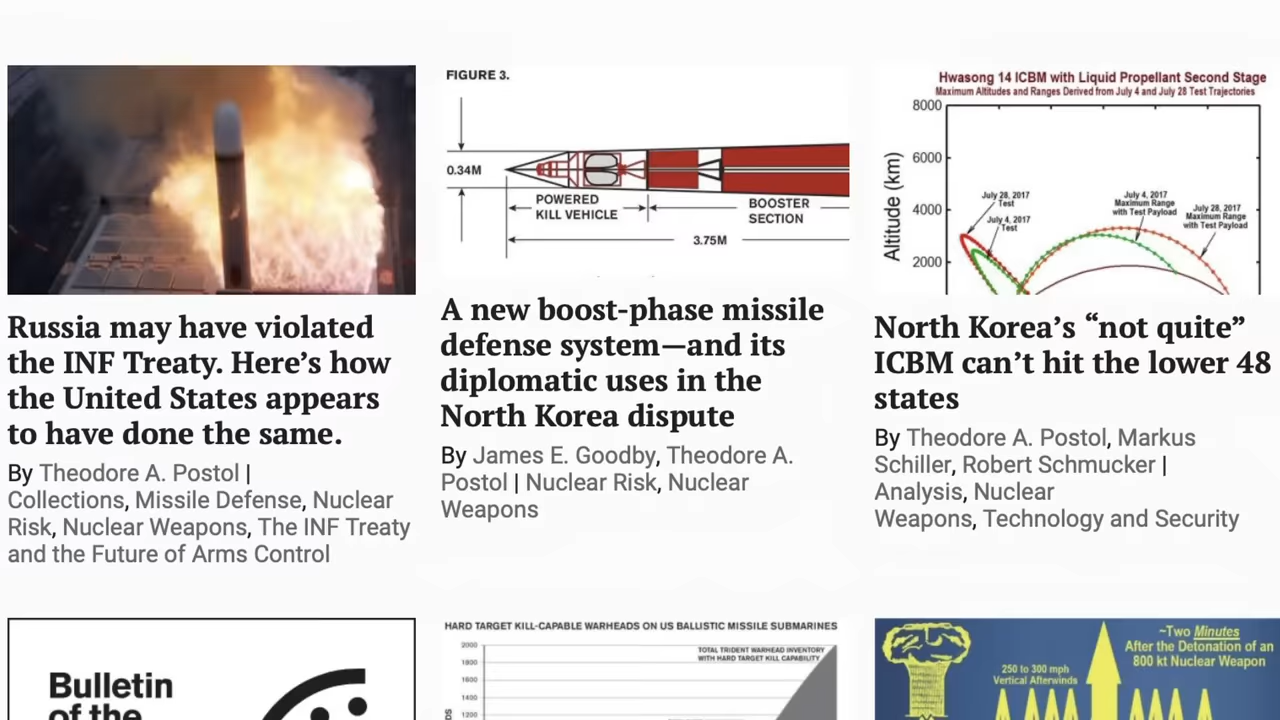 Russia may have violated
the INF Treaty. Here’s how
the United States appears
to have done the same.
By Theodore A. Postol |
Collections, Missile Defense, Nuclear
Risk, Nuclear Weapons, The INF Treaty
and the Future of Arms Control
FIGURE 3.
0.34M
POWERED
KILL VEHICLE
BOOSTER
SECTION
3.75M
A new boost-phase missile
defense system—and its
diplomatic uses in the
North Korea dispute
By James E. Goodby, Theodore A.
Postol | Nuclear Risk, Nuclear
Weapons
Hwasong 14 ICBM with Liquid Propellant Second Stage
Maximum Altitudes and Ranges Derived from July 4 and July 28 Test Trajectories
8000
6000
4000
2000
Altitude (km)
July 28, 2017
Test
July 4, 2017
Test
July 4, 2017
Maximum Range
with Test Payload
July 28, 2017
Maximum Range
with Test Payload
North Korea’s “not quite”
ICBM can’t hit the lower 48
states
By Theodore A. Postol, Markus
Schiller, Robert Schmucker |
Analysis, Nuclear
Weapons, Technology and Security
Bulletin
of the
HARD TARGET KILL-CAPABLE WARHEADS ON US BALLISTIC MISSILE SUBMARINES
2000
1800
1600
1400
1200
TOTAL TRIDENT WARHEAD INVENTORY
WITH HARD TARGET KILL CAPABILITY
~Two Minutes
After the Detonation of an
800 kt Nuclear Weapon
250 to 300 mph
Vertical Afterwinds